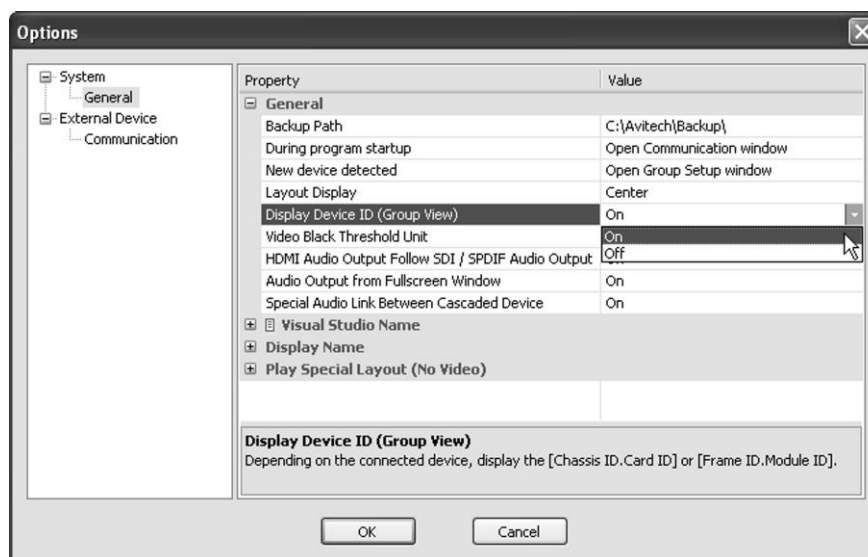 Options
System
General
External Device
Communication
Property Value
General
Backup Path C:\Avitech\Backup\
During program startup Open Communication window
New device detected Open Group Setup window
Layout Display Center
Display Device ID (Group View) On
Video Black Threshold Unit On
HDMI Audio Output Follow SDI / SPDIF Audio Output Off
Audio Output from Fullscreen Window On
Special Audio Link Between Cascaded Device On
Visual Studio Name
Display Name
Play Special Layout (No Video)
Display Device ID (Group View)
Depending on the connected device, display the [Chassis ID.Card ID] or [Frame ID.Module ID].
OK Cancel